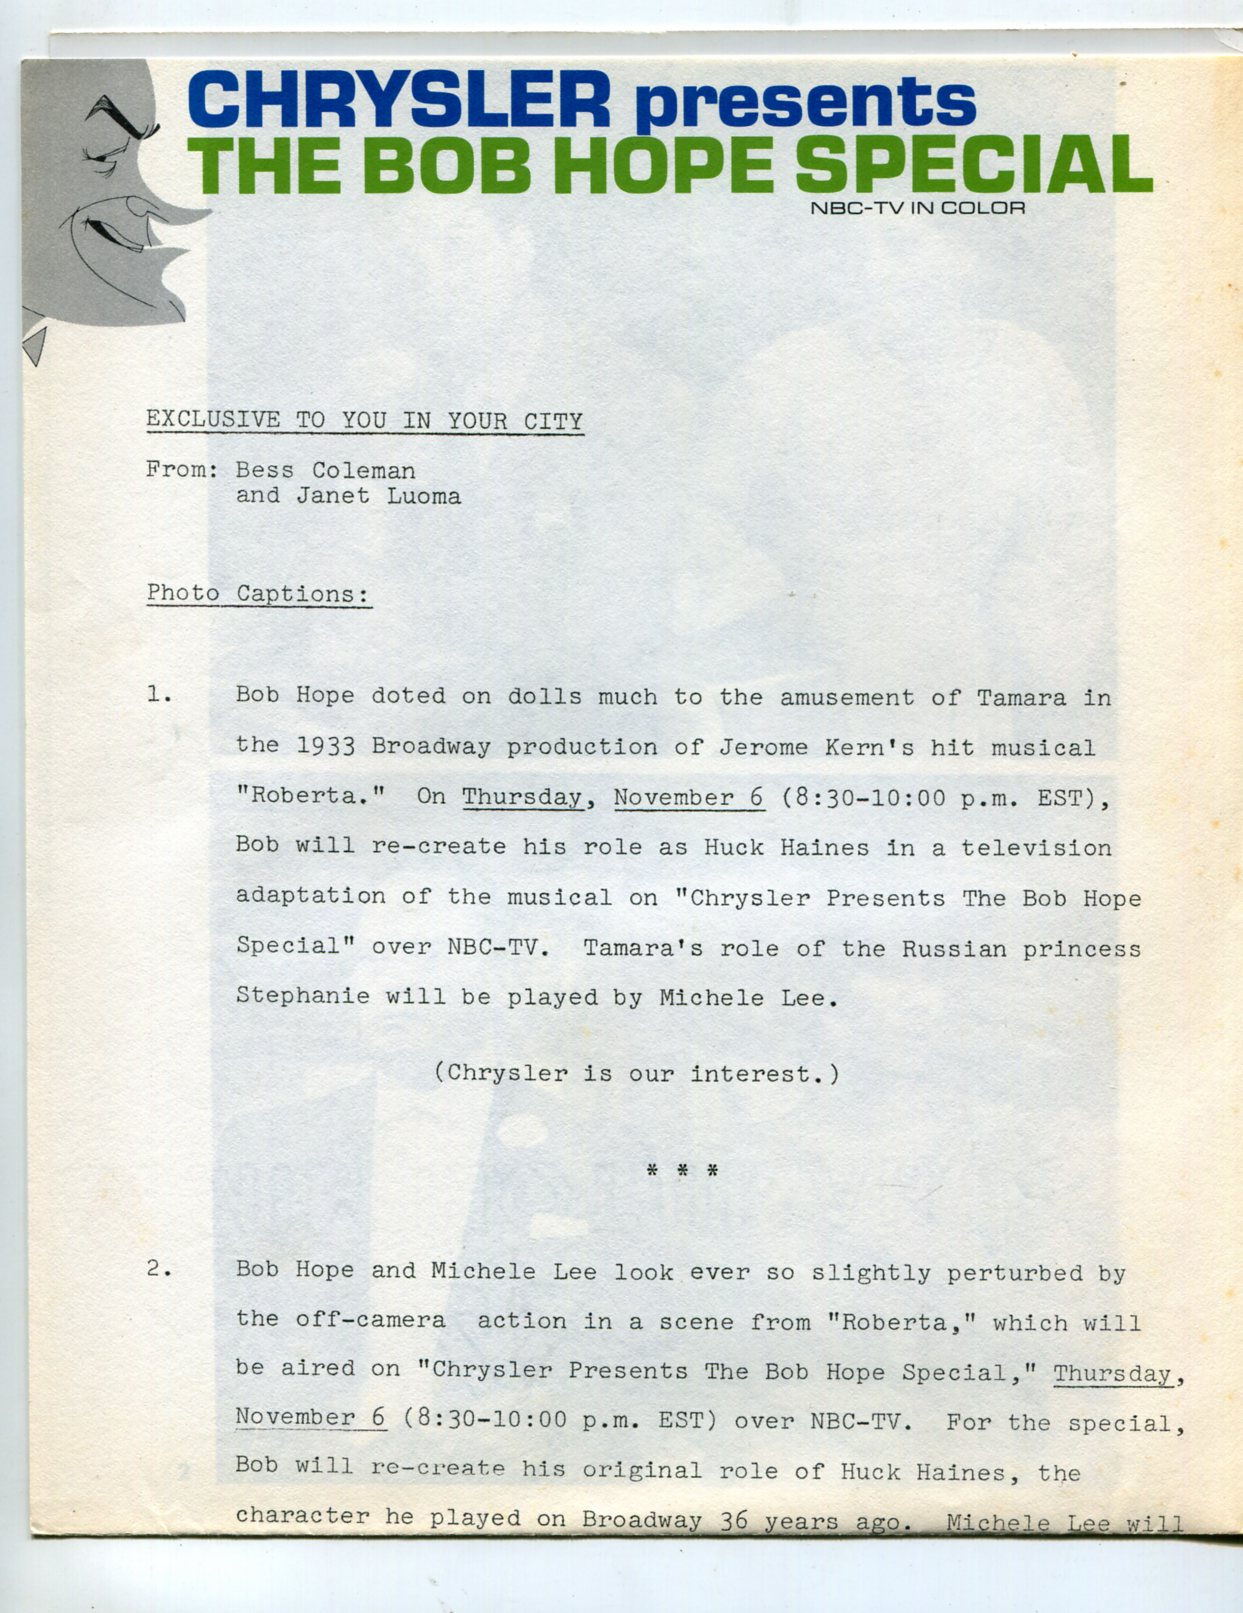 CHRYSLER presents
THE BOB HOPE SPECIAL
NBC-TV IN COLOR
EXCLUSIVE TO YOU IN YOUR CITY
From: Bess Coleman
and Janet Luoma
Photo Captions:
1. Bob Hope doted on dolls much to the amusement of Tamara in
the 1933 Broadway production of Jerome Kern's hit musical
"Roberta." On Thursday, November 6 (8:30-10:00 p.m. EST),
Bob will re-create his role as Huck Haines in a television
adaptation of the musical on "Chrysler Presents The Bob Hope
Special" over NBC-TV. Tamara's role of the Russian princess
Stephanie will be played by Michele Lee.
(Chrysler is our interest.)
* * *
2. Bob Hope and Michele Lee look ever so slightly perturbed by
the off-camera action in a scene from "Roberta," which will
be aired on "Chrysler Presents The Bob Hope Special," Thursday,
November 6 (8:30-10:00 p.m. EST) over NBC-TV. For the special,
Bob will re-create his original role of Huck Haines, the
character he played on Broadway 36 years ago. Michele Lee will